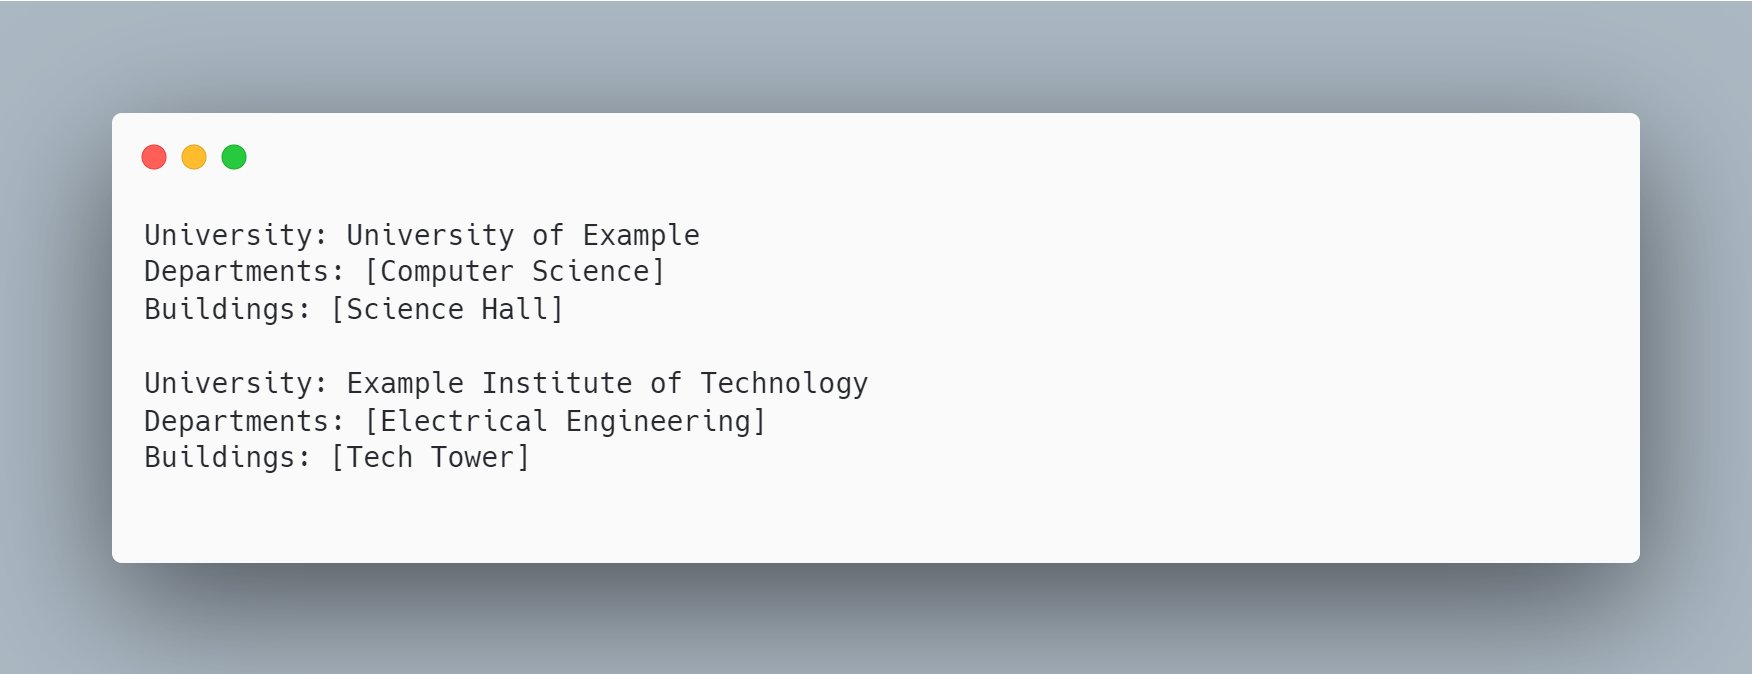 University: University of Example
Departments: [Computer Science]
Buildings: [Science Hall]

University: Example Institute of Technology
Departments: [Electrical Engineering]
Buildings: [Tech Tower]